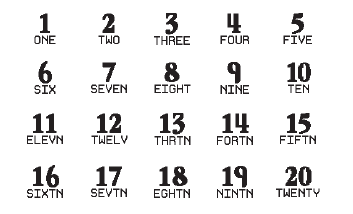 1 2 3 4 5
ONE TWO THREE FOUR FIVE
6 7 8 9 10
SIX SEVEN EIGHT NINE TEN
11 12 13 14 15
ELEVN TWELV THRTN FORTN FIFTN
16 17 18 19 20
SIXTN SEVTN EGHTN NINTN TWENTY